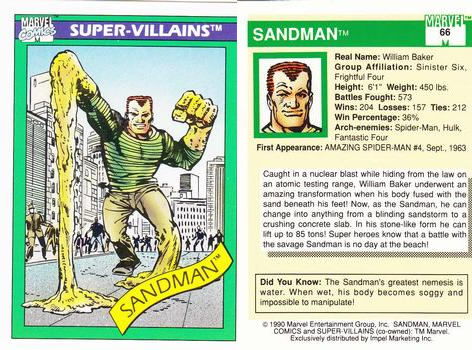 MARVEL
COMICS
SUPER-VILLAINS™
SANDMAN™
MARVEL
SANDMAN™
66
Real Name: William Baker
Group Affiliation: Sinister Six,
Frightful Four
Height: 6'1" Weight: 450 lbs.
Battles Fought: 573
Wins: 204 Losses: 157 Ties: 212
Win Percentage: 36%
Arch-enemies: Spider-Man, Hulk,
Fantastic Four
First Appearance: AMAZING SPIDER-MAN #4, Sept., 1963
Caught in a nuclear blast while hiding from the law on
an atomic testing range, William Baker underwent an
amazing transformation when his body fused with the
sand beneath his feet! Now, as the Sandman, he can
change into anything from a blinding sandstorm to a
crushing concrete slab. In his stone-like form he can
lift up to 85 tons! Super heroes know that a battle with
the savage Sandman is no day at the beach!
Did You Know: The Sandman's greatest nemesis is
water. When wet, his body becomes soggy and
impossible to manipulate!
© 1990 Marvel Entertainment Group, Inc. SANDMAN, MARVEL
COMICS and SUPER-VILLAINS (co-owned): TM Marvel.
Exclusively distributed by Impel Marketing Inc.